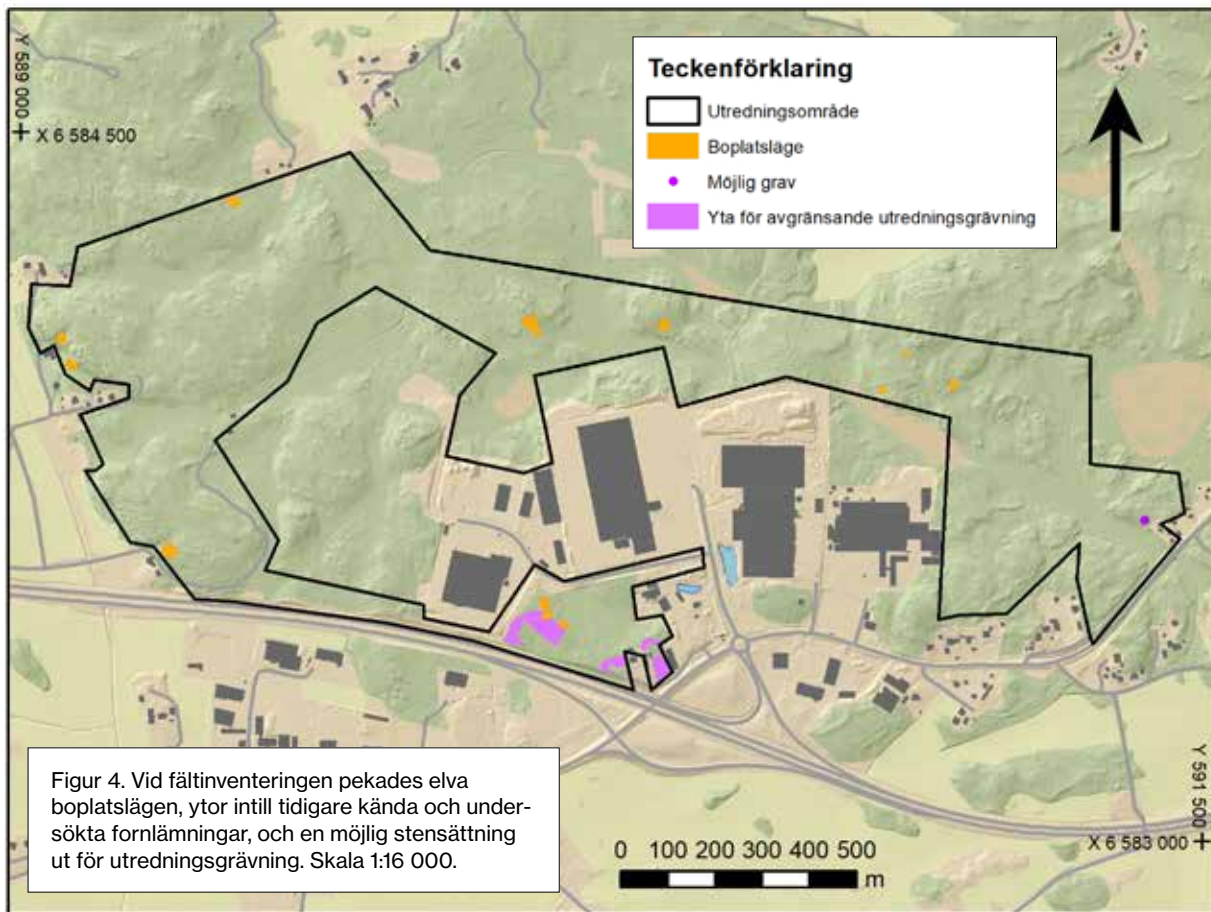 Y 589 000
X 6 584 500
Teckenförklaring
Utredningsområde
Boplatsläge
Möjlig grav
Yta för avgränsande utredningsgrävning
Figur 4. Vid fältinventeringen pekades elva
boplatslägen, ytor intill tidigare kända och under-
sökta fornlämningar, och en möjlig stensättning
ut för utredningsgrävning. Skala 1:16 000.
0 100 200 300 400 500
m
Y 591 500
X 6 583 000